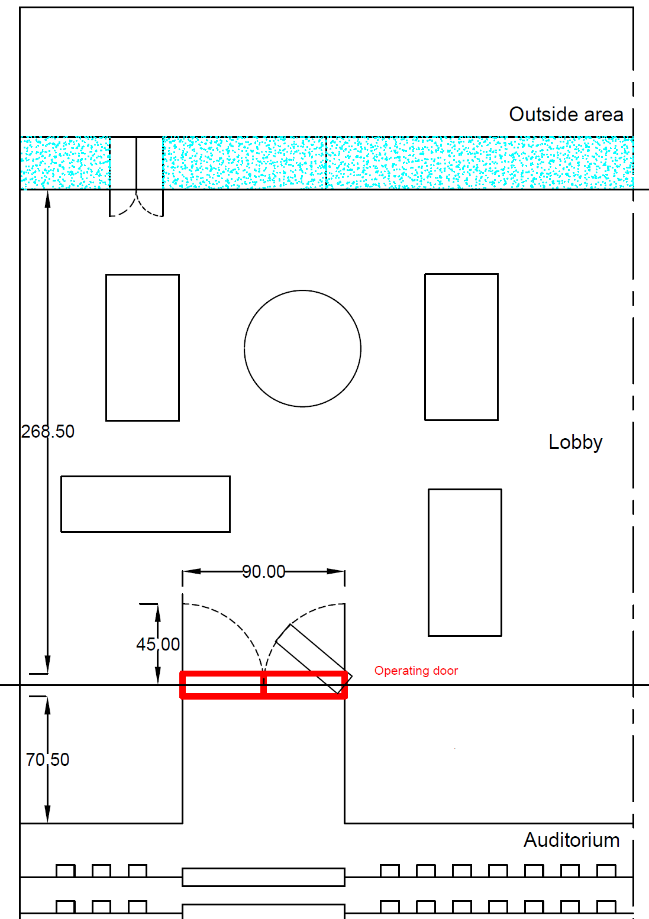 Outside area
268.50
Lobby
90.00
45.00
Operating door
70.50
Auditorium